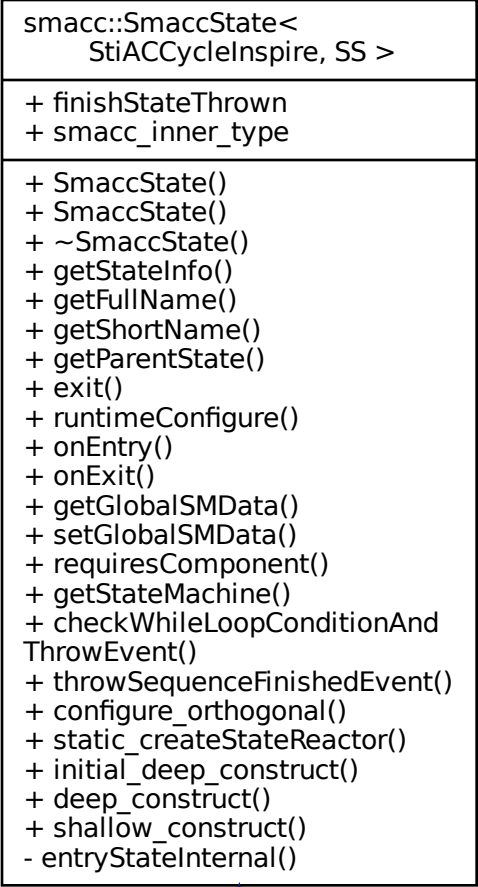 smacc::SmaccState<
StiACCycleInspire, SS >
+ finishStateThrown
+ smacc_inner_type
+ SmaccState()
+ SmaccState()
+ ~SmaccState()
+ getStateInfo()
+ getFullName()
+ getShortName()
+ getParentState()
+ exit()
+ runtimeConfigure()
+ onEntry()
+ onExit()
+ getGlobalSMData()
+ setGlobalSMData()
+ requiresComponent()
+ getStateMachine()
+ checkWhileLoopConditionAnd
ThrowEvent()
+ throwSequenceFinishedEvent()
+ configure_orthogonal()
+ static_createStateReactor()
+ initial_deep_construct()
+ deep_construct()
+ shallow_construct()
- entryStateInternal()